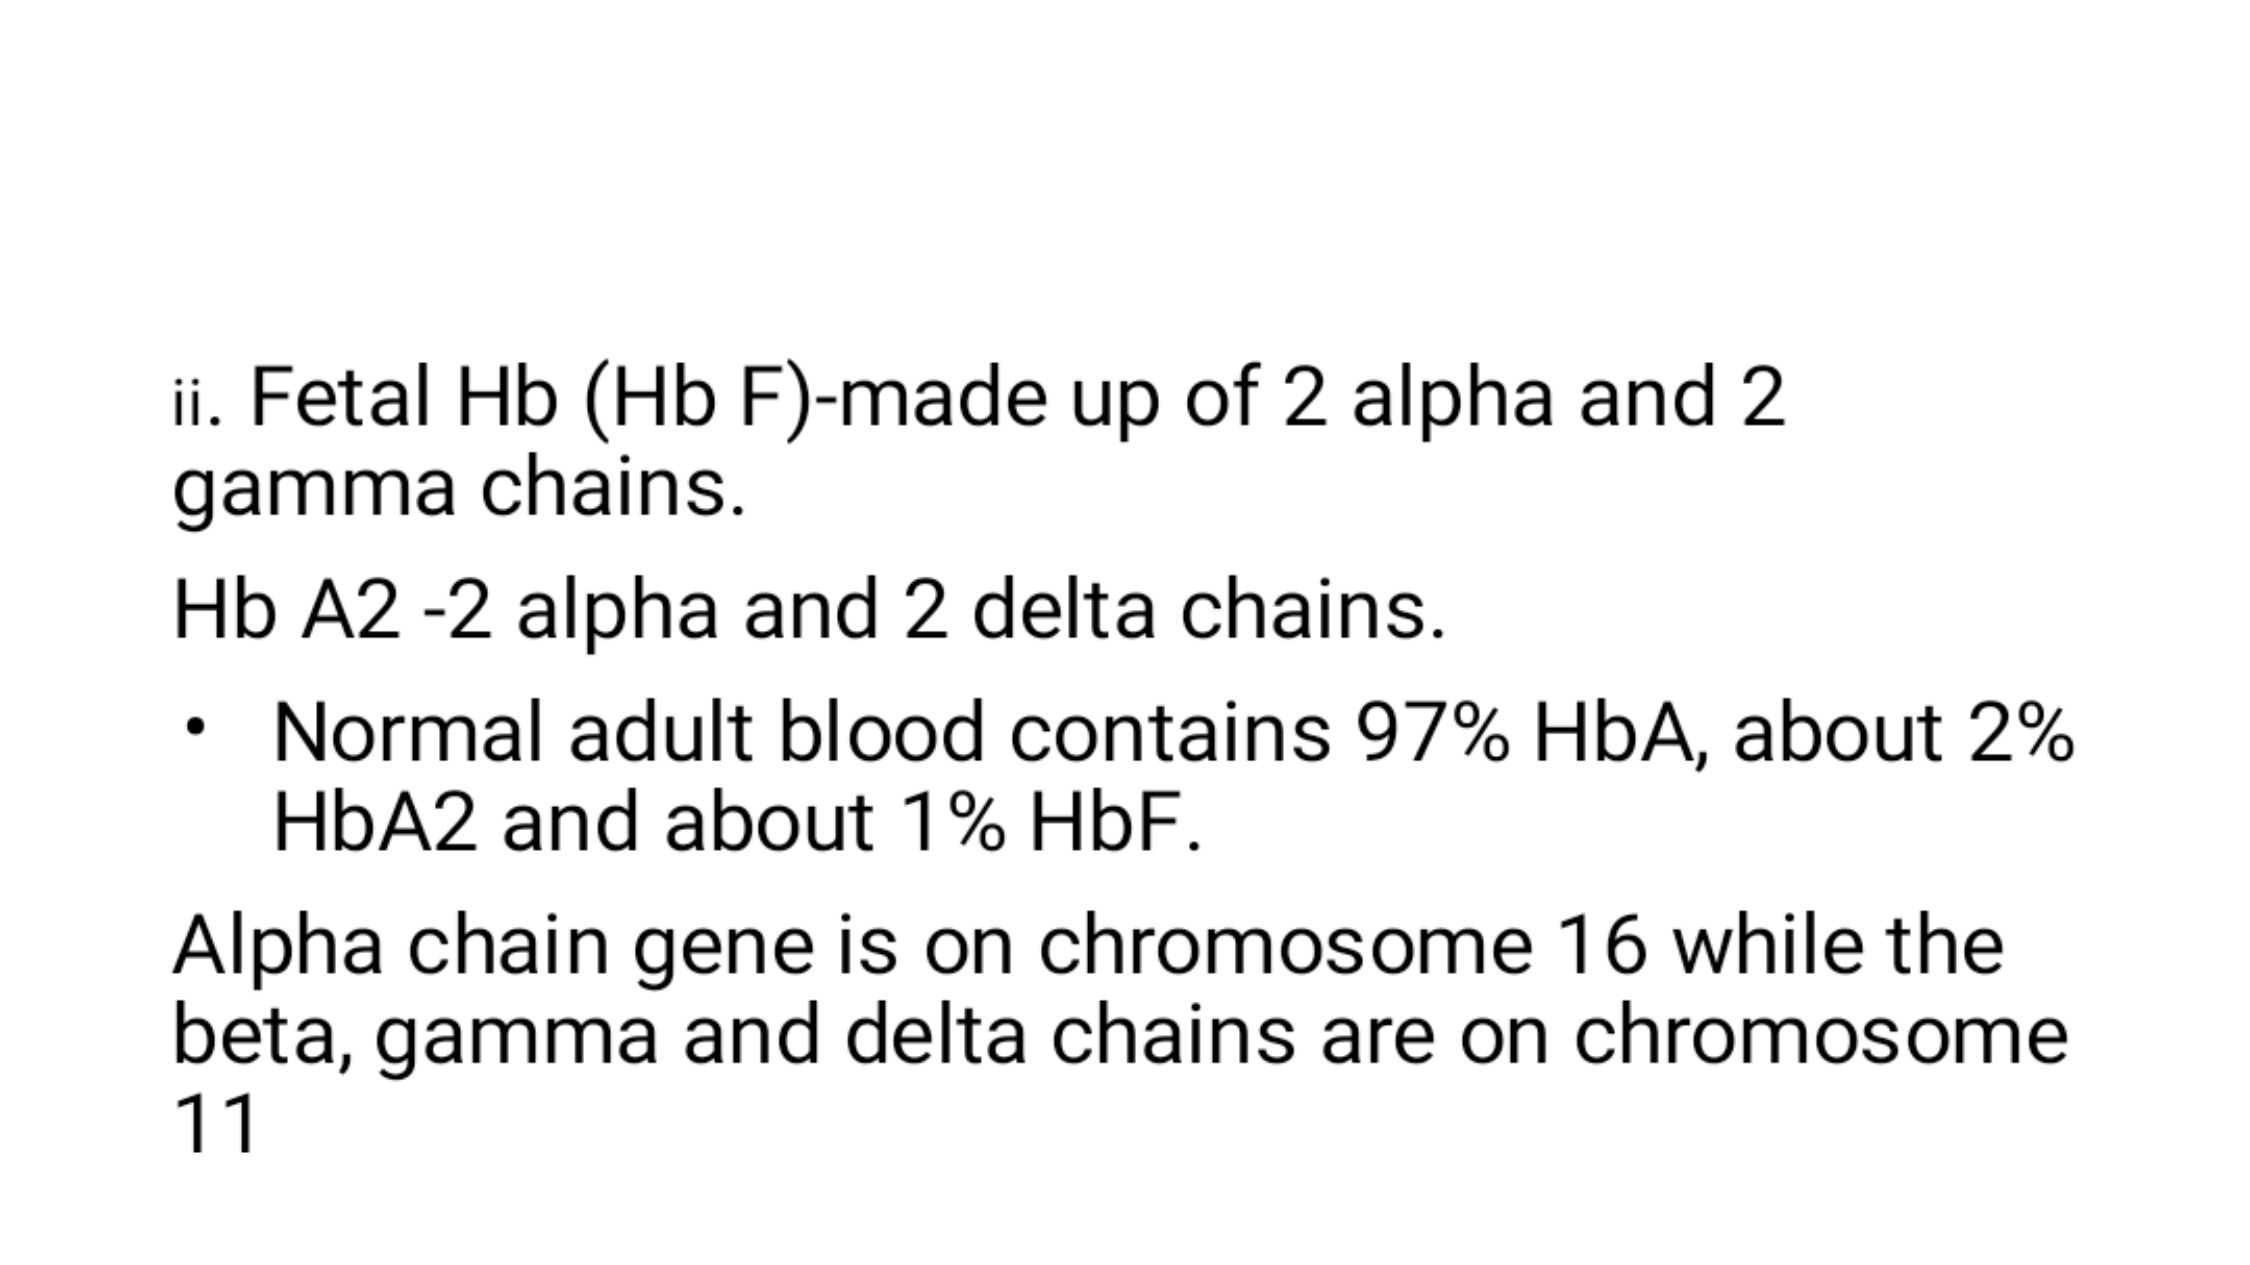 ii. Fetal Hb (Hb F)-made up of 2 alpha and 2
gamma chains.
Hb A2 -2 alpha and 2 delta chains.
• Normal adult blood contains 97% HbA, about 2%
HbA2 and about 1% HbF.
Alpha chain gene is on chromosome 16 while the
beta, gamma and delta chains are on chromosome
11